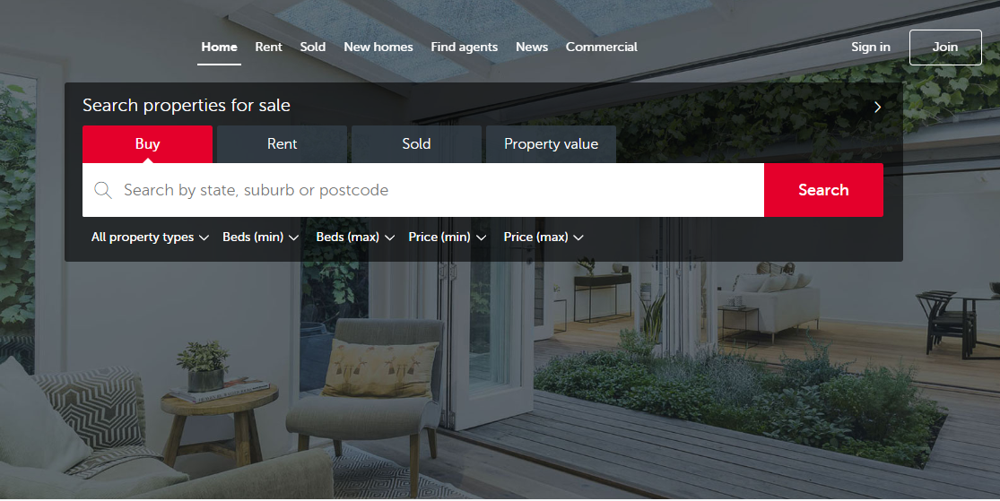 Home Rent Sold New homes Find agents News Commercial Sign in Join
Search properties for sale
Buy Rent Sold Property value
Search by state, suburb or postcode Search
All property types Beds (min) Beds (max) Price (min) Price (max)